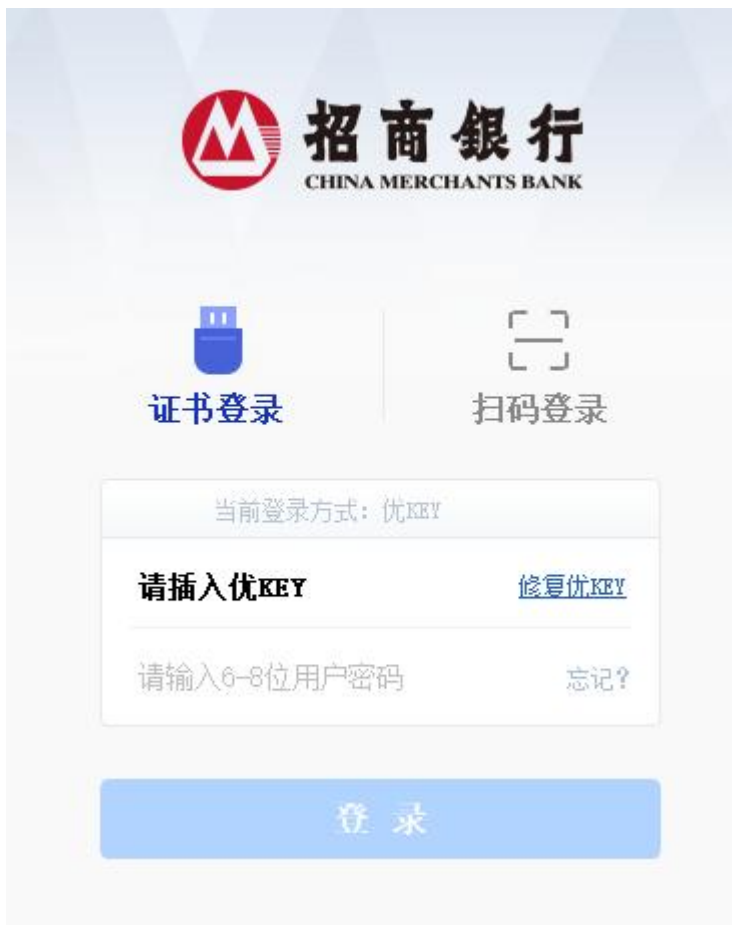 招商銀行
CHINA MERCHANTS BANK
证书登录
扫码登录
当前登录方式：优KEY
请插入优KEY 修复优KEY
请输入6-8位用户密码 忘记?
登 录